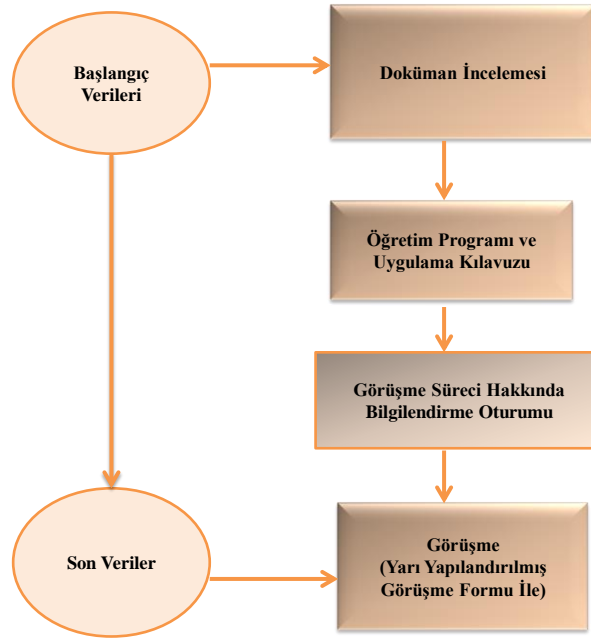 Başlangıç
Verileri
Doküman İncelemesi
Öğretim Programı ve
Uygulama Kılavuzu
Görüşme Süreci Hakkında
Bilgilendirme Oturumu
Son Veriler
Görüşme
(Yarı Yapılandırılmış
Görüşme Formu İle)